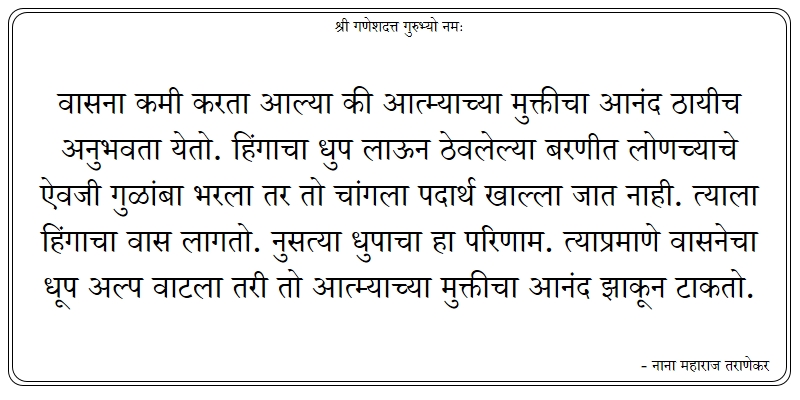 श्री गणेशदत्त गुरुभ्यो नमः
वासना कमी करता आल्या की आत्म्याच्या मुक्तीचा आनंद ठायीच
अनुभवता येतो. हिंगाचा धुप लाऊन ठेवलेल्या बरणीत लोणच्याचे
ऐवजी गुळांबा भरला तर तो चांगला पदार्थ खाल्ला जात नाही. त्याला
हिंगाचा वास लागतो. नुसत्या धुपाचा हा परिणाम. त्याप्रमाणे वासनेचा
धूप अल्प वाटला तरी तो आत्म्याच्या मुक्तीचा आनंद झाकून टाकतो.
- नाना महाराज तराणेकर